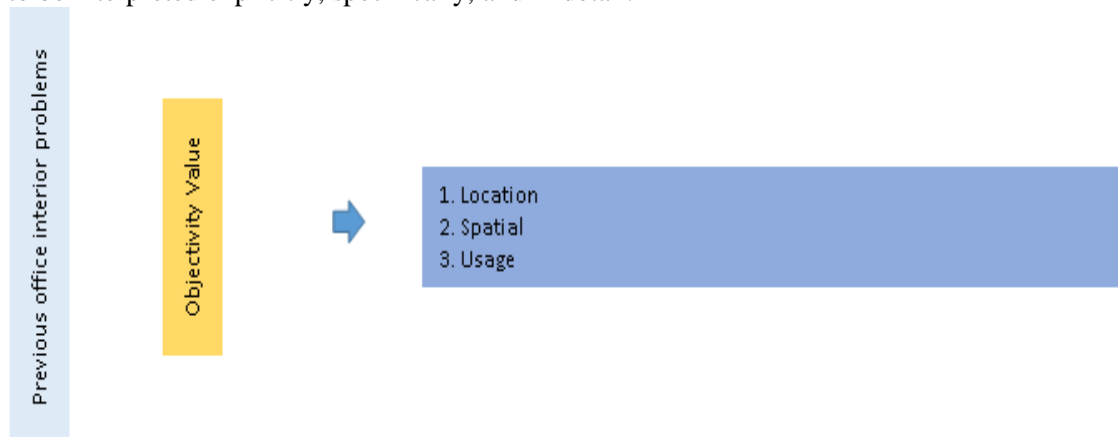 Previous office interior problems
Objectivity Value
1. Location
2. Spatial
3. Usage